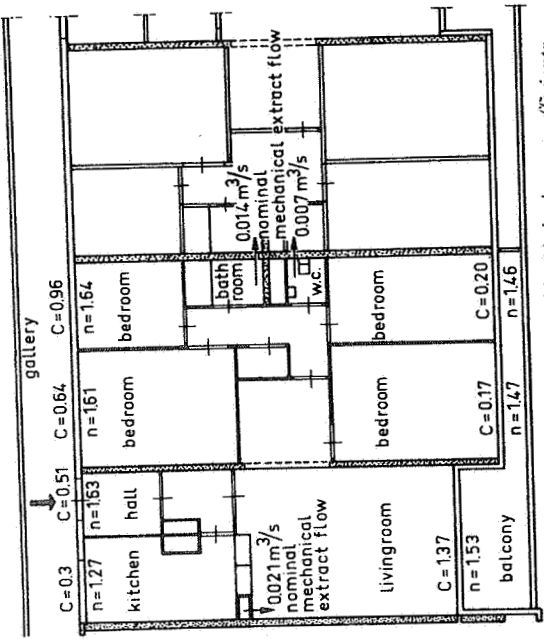 gallery
C=0.3
C=0.51
C=0.64
C=0.96
n=1.27
n=1.53
n=1.61
n=1.64
kitchen
hall
bedroom
bedroom
bath
room
w.c.
0.014 m³/s
nominal
mechanical extract flow
0.007 m³/s
0.021 m³/s
nominal
mechanical
extract flow
livingroom
bedroom
bedroom
C=1.37
C=0.17
C=0.20
n=1.53
n=1.47
n=1.46
balcony